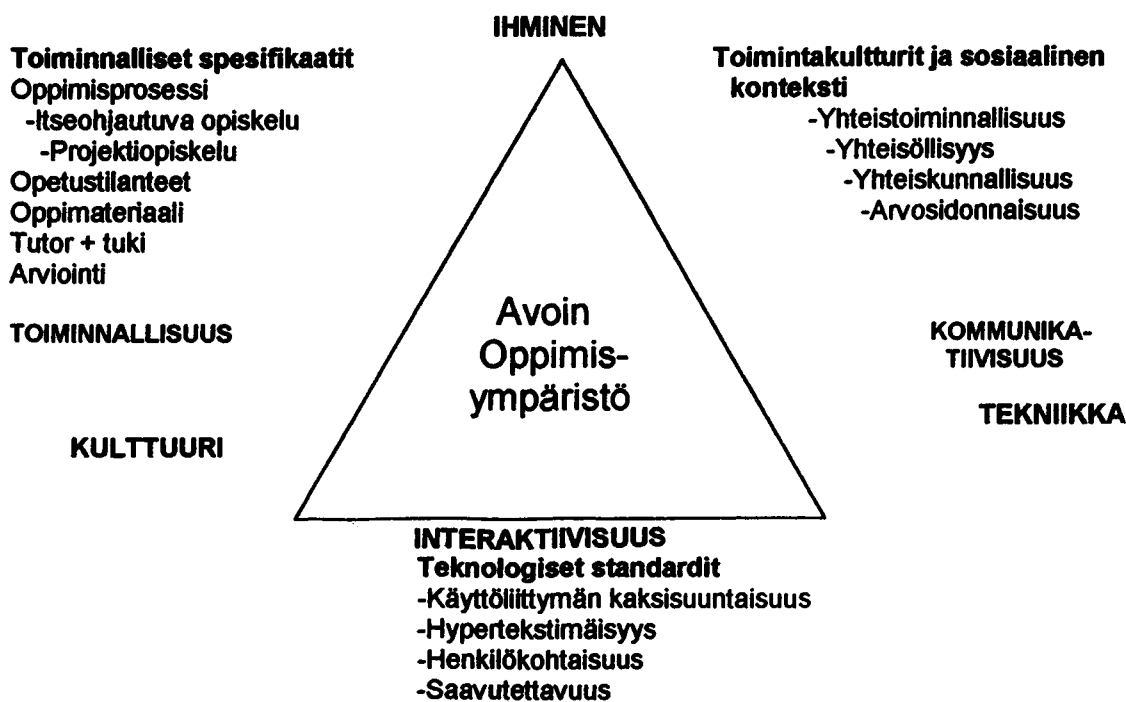 IHMINEN
Toiminnalliset spesifikaatit
Oppimisprosessi
-Itseohjautuva opiskelu
-Projektiopiskelu
Opetustilanteet
Oppimateriaali
Tutor + tuki
Arviointi
Toimintakultturit ja sosiaalinen
konteksti
-Yhteistoiminnallisuus
-Yhteisöllisyys
-Yhteiskunnallisuus
-Arvosidonnaisuus
Avoin
Oppimis-
ympäristö
TOIMINNALLISUUS
KOMMUNIKA-
TIIVISUUS
TEKNIIKKA
KULTTUURI
INTERAKTIIVISUUS
Teknologiset standardit
-Käyttöliittymän kaksisuuntaisuus
-Hypertekstimäisyys
-Henkilökohtaisuus
-Saavutettavuus